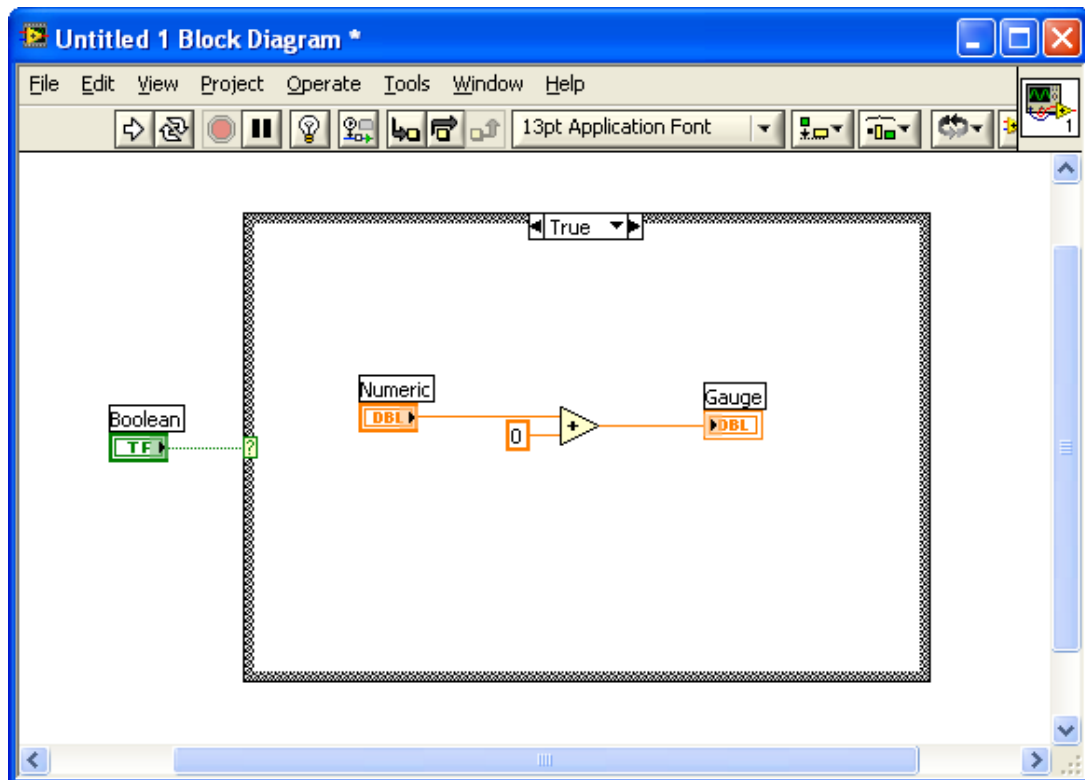 Untitled 1 Block Diagram *
File Edit View Project Operate Tools Window Help
13pt Application Font
1
True
Numeric
DBL
Gauge
DBL
Boolean
TF
?
0
+